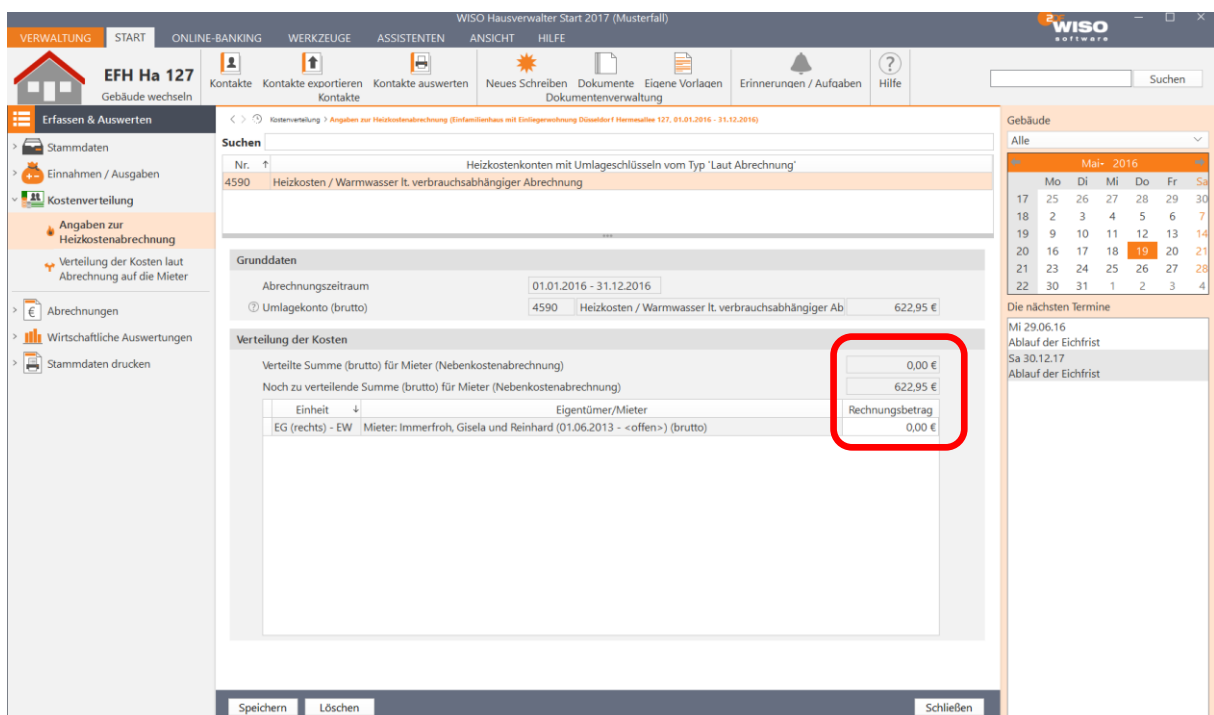 WISO Hausverwalter Start 2017 (Musterfall)
WISO
software
VERWALTUNG START ONLINE-BANKING WERKZEUGE ASSISTENTEN ANSICHT HILFE
EFH Ha 127
Gebäude wechseln
Kontakte Kontakte exportieren Kontakte auswerten
Kontakte
Neues Schreiben Dokumente Eigene Vorlagen
Dokumentenverwaltung
Erinnerungen / Aufgaben
Hilfe
Suchen
Erfassen & Auswerten
Stammdaten
Einnahmen / Ausgaben
Kostenverteilung
Angaben zur
Heizkostenabrechnung
Verteilung der Kosten laut
Abrechnung auf die Mieter
Abrechnungen
Wirtschaftliche Auswertungen
Stammdaten drucken
Kostenverteilung > Angaben zur Heizkostenabrechnung (Einfamilienhaus mit Einliegerwohnung Düsseldorf Hermesallee 127, 01.01.2016 - 31.12.2016)
Suchen
Nr. ↑ Heizkostenkonten mit Umlageschlüsseln vom Typ 'Laut Abrechnung'
4590 Heizkosten / Warmwasser lt. verbrauchsabhängiger Abrechnung
Grunddaten
Abrechnungszeitraum 01.01.2016 - 31.12.2016
? Umlagekonto (brutto) 4590 Heizkosten / Warmwasser lt. verbrauchsabhängiger Ab 622,95 €
Verteilung der Kosten
Verteilte Summe (brutto) für Mieter (Nebenkostenabrechnung) 0,00 €
Noch zu verteilende Summe (brutto) für Mieter (Nebenkostenabrechnung) 622,95 €
Einheit ↓ Eigentümer/Mieter Rechnungsbetrag
EG (rechts) - EW Mieter: Immerfroh, Gisela und Reinhard (01.06.2013 - <offen>) (brutto) 0,00 €
Speichern Löschen Schließen
Gebäude
Alle
Mai- 2016
Mo Di Mi Do Fr Sa
17 25 26 27 28 29 30
18 2 3 4 5 6 7
19 9 10 11 12 13 14
20 16 17 18 19 20 21
21 23 24 25 26 27 28
22 30 31 1 2 3 4
Die nächsten Termine
Mi 29.06.16
Ablauf der Eichfrist
Sa 30.12.17
Ablauf der Eichfrist